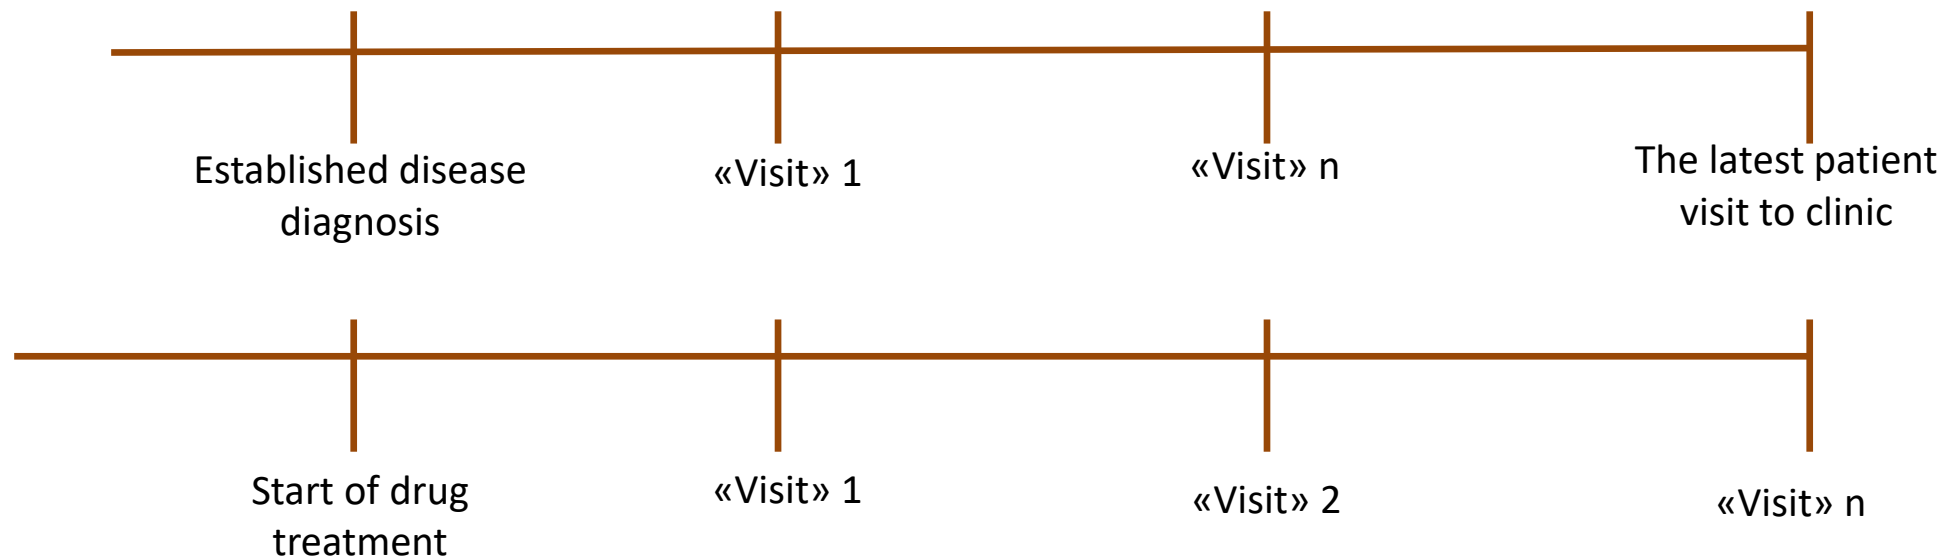 Established disease
diagnosis
«Visit» 1
«Visit» n
The latest patient
visit to clinic
Start of drug
treatment
«Visit» 1
«Visit» 2
«Visit» n